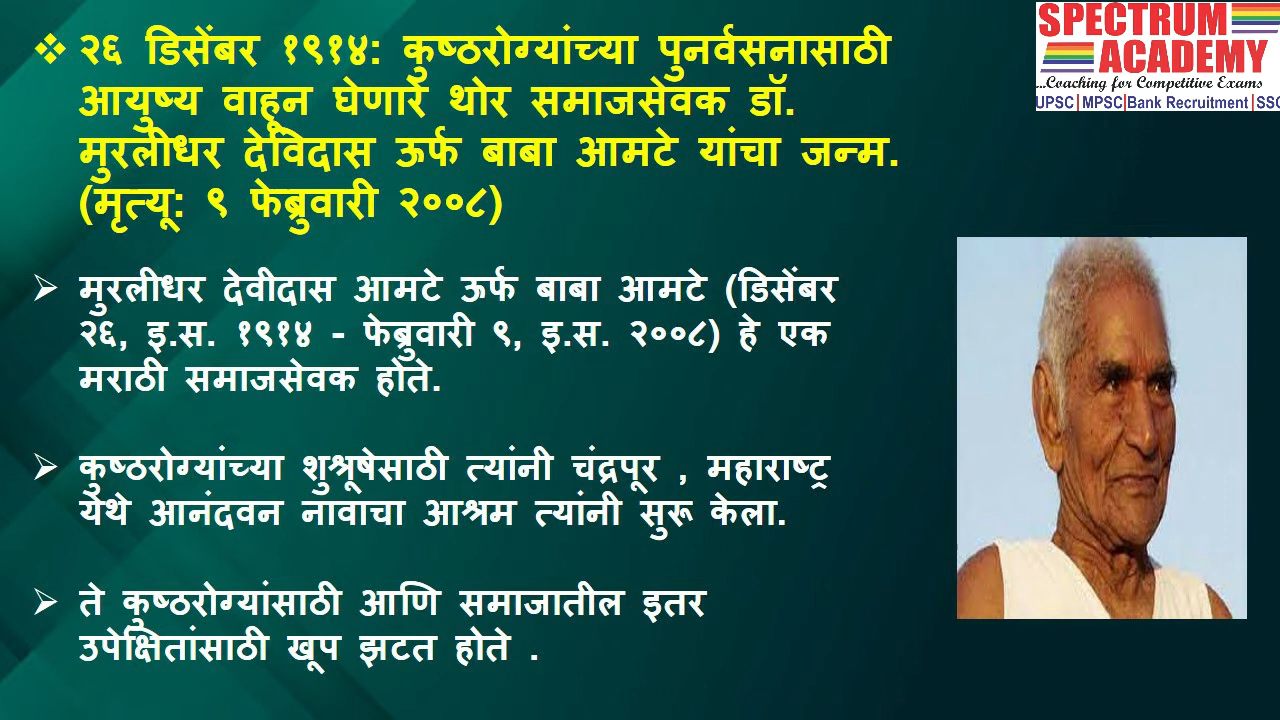 ❖ २६ डिसेंबर १९१४: कुष्ठरोग्यांच्या पुनर्वसनासाठी
आयुष्य वाहून घेणारे थोर समाजसेवक डॉ.
मुरलीधर देविदास ऊर्फ बाबा आमटे यांचा जन्म.
(मृत्यू: ९ फेब्रुवारी २००८)
➢ मुरलीधर देवीदास आमटे ऊर्फ बाबा आमटे (डिसेंबर
२६, इ.स. १९१४ - फेब्रुवारी ९, इ.स. २००८) हे एक
मराठी समाजसेवक होते.
➢ कुष्ठरोग्यांच्या शुश्रूषेसाठी त्यांनी चंद्रपूर , महाराष्ट्र
येथे आनंदवन नावाचा आश्रम त्यांनी सुरू केला.
➢ ते कुष्ठरोग्यांसाठी आणि समाजातील इतर
उपेक्षितांसाठी खूप झटत होते .
SPECTRUM
ACADEMY
...Coaching for Competitive Exams
UPSC|MPSC|Bank Recruitment |SSC